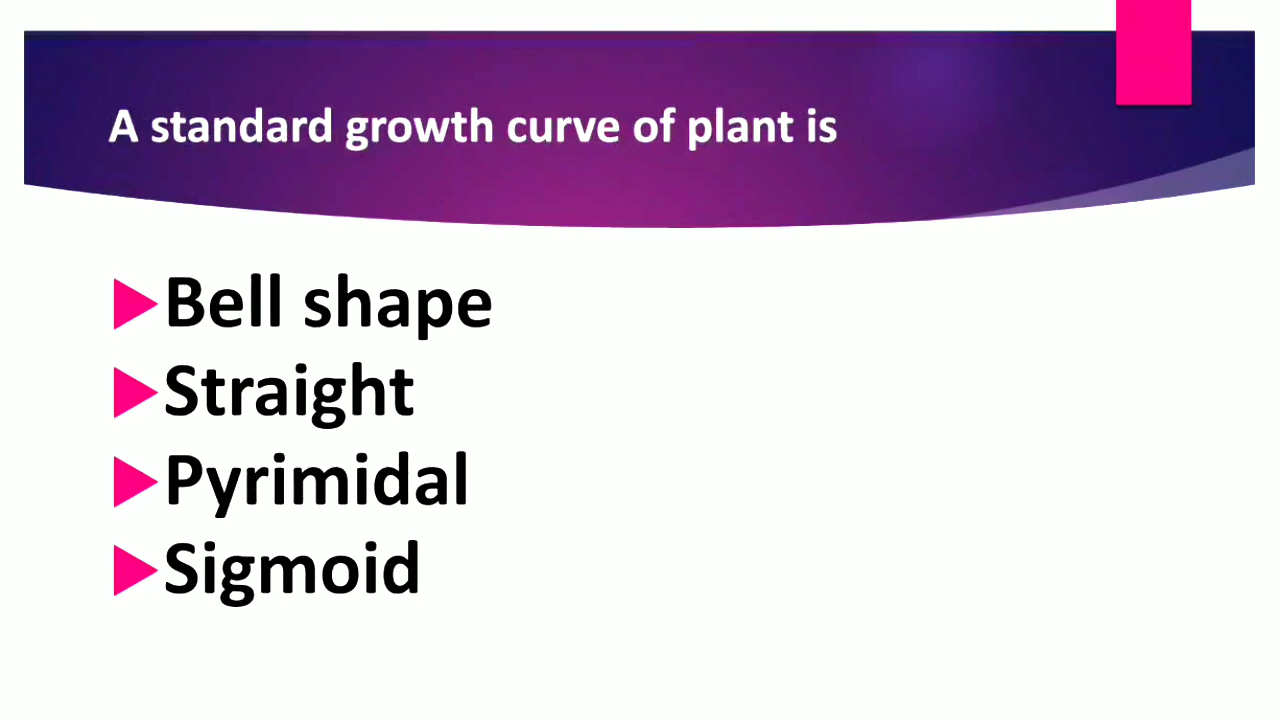 A standard growth curve of plant is
Bell shape
Straight
Pyrimidal
Sigmoid